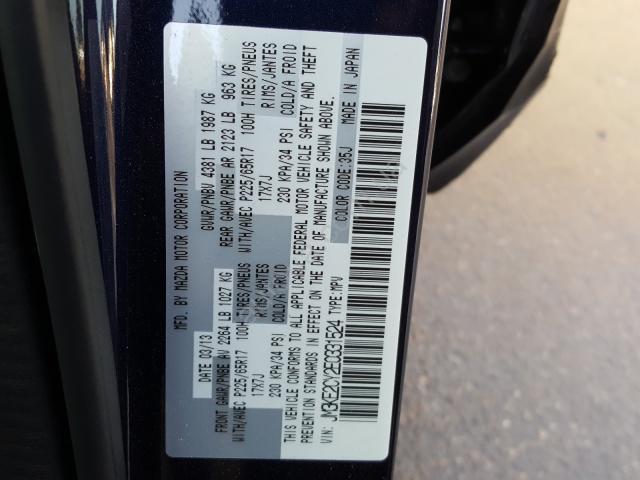 MFD. BY MAZDA MOTOR CORPORATION
DATE 03/13 GVWR/PNBV 4381 LB 1987 KG
FRONT GAWR/PNBE AV 2264 LB 1027 KG REAR GAWR/PNBE AR 2123 LB 963 KG
WITH/AVEC P225/65R17 100H TIRES/PNEUS WITH/AVEC P225/65R17 100H TIRES/PNEUS
17X7J RIMS/JANTES 17X7J RIMS/JANTES
230 KPA/34 PSI COLD/A FROID 230 KPA/34 PSI COLD/A FROID
THIS VEHICLE CONFORMS TO ALL APPLICABLE FEDERAL MOTOR VEHICLE SAFETY AND THEFT
PREVENTION STANDARDS IN EFFECT ON THE DATE OF MANUFACTURE SHOWN ABOVE.
VIN: JM3KE2CY2E0331524 TYPE:MPV COLOR CODE:35J MADE IN JAPAN